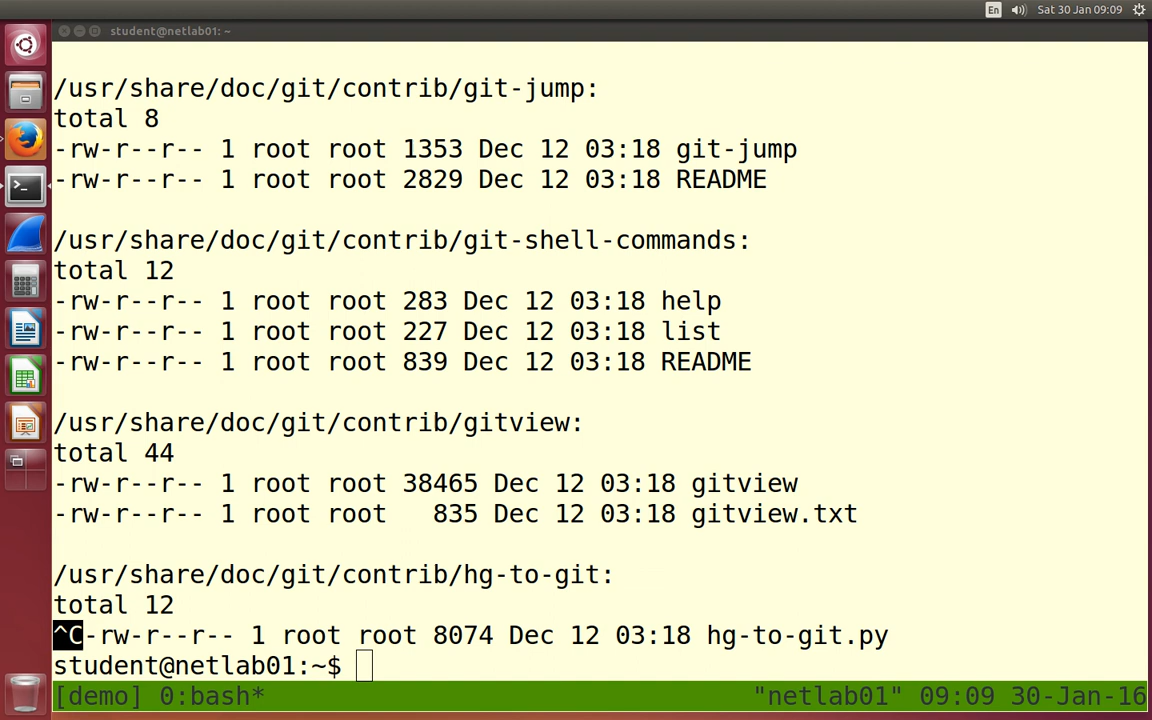 En Sat 30 Jan 09:09
student@netlab01: ~
/usr/share/doc/git/contrib/git-jump:
total 8
-rw-r--r-- 1 root root 1353 Dec 12 03:18 git-jump
-rw-r--r-- 1 root root 2829 Dec 12 03:18 README
/usr/share/doc/git/contrib/git-shell-commands:
total 12
-rw-r--r-- 1 root root 283 Dec 12 03:18 help
-rw-r--r-- 1 root root 227 Dec 12 03:18 list
-rw-r--r-- 1 root root 839 Dec 12 03:18 README
/usr/share/doc/git/contrib/gitview:
total 44
-rw-r--r-- 1 root root 38465 Dec 12 03:18 gitview
-rw-r--r-- 1 root root   835 Dec 12 03:18 gitview.txt
/usr/share/doc/git/contrib/hg-to-git:
total 12
^C-rw-r--r-- 1 root root 8074 Dec 12 03:18 hg-to-git.py
student@netlab01:~$
[demo] 0:bash* "netlab01" 09:09 30-Jan-16